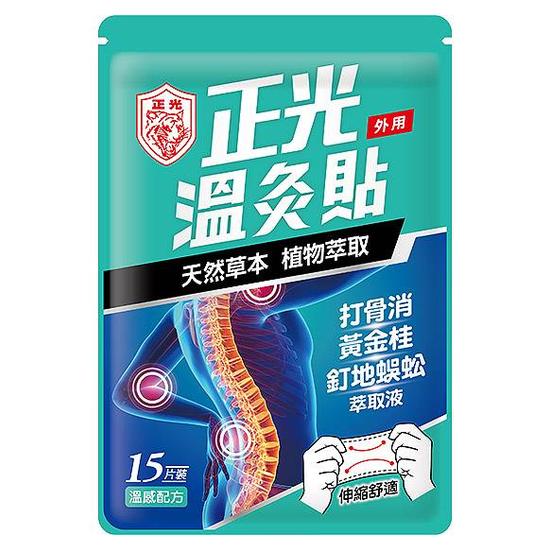 正光
正光
外用
溫灸貼
天然草本 植物萃取
打骨消
黃金桂
釘地蜈蚣
萃取液
15片裝
溫感配方
伸縮舒適